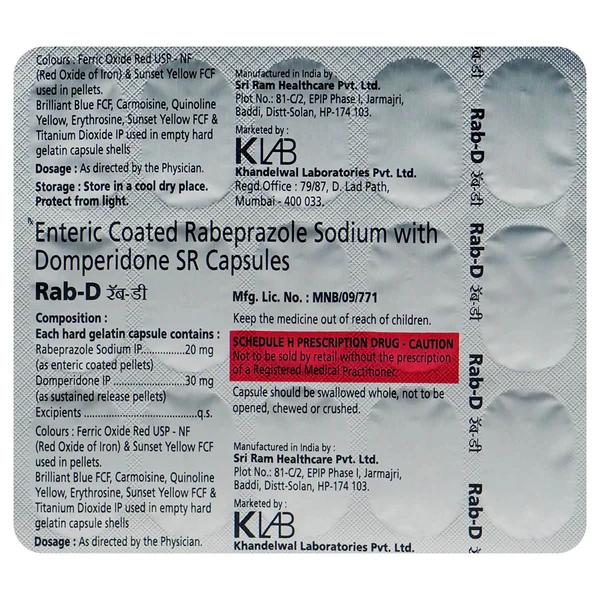 Colours : Ferric Oxide Red USP - NF
(Red Oxide of Iron) & Sunset Yellow FCF
used in pellets.
Brilliant Blue FCF, Carmoisine, Quinoline
Yellow, Erythrosine, Sunset Yellow FCF &
Titanium Dioxide IP used in empty hard
gelatin capsule shells
Dosage : As directed by the Physician.
Storage : Store in a cool dry place.
Protect from light.
Manufactured in India by :
Sri Ram Healthcare Pvt. Ltd.
Plot No.: 81-C/2, EPIP Phase I, Jarmajri,
Baddi, Distt-Solan, HP-174 103.
Marketed by :
KLAB
Khandelwal Laboratories Pvt. Ltd.
Regd.Office : 79/87, D. Lad Path,
Mumbai - 400 033.
Rx Enteric Coated Rabeprazole Sodium with
Domperidone SR Capsules
Rab-D रॅब-डी
Composition :
Each hard gelatin capsule contains :
Rabeprazole Sodium IP............20 mg
(as enteric coated pellets)
Domperidone IP .....................30 mg
(as sustained release pellets)
Excipients ...............................q.s.
Colours : Ferric Oxide Red USP - NF
(Red Oxide of Iron) & Sunset Yellow FCF
used in pellets.
Brilliant Blue FCF, Carmoisine, Quinoline
Yellow, Erythrosine, Sunset Yellow FCF &
Titanium Dioxide IP used in empty hard
gelatin capsule shells
Dosage : As directed by the Physician.
Mfg. Lic. No. : MNB/09/771
Keep the medicine out of reach of children.
SCHEDULE H PRESCRIPTION DRUG - CAUTION
Not to be sold by retail without the prescription
of a Registered Medical Practitioner.
Capsule should be swallowed whole, not to be
opened, chewed or crushed.
Manufactured in India by :
Sri Ram Healthcare Pvt. Ltd.
Plot No.: 81-C/2, EPIP Phase I, Jarmajri,
Baddi, Distt-Solan, HP-174 103.
Marketed by :
KLAB
Khandelwal Laboratories Pvt. Ltd.
रॅब-डी
Rab-D रॅब-डी
Rab-D रॅब-डी
Rab-D रॅब-डी
Rab-D रॅ